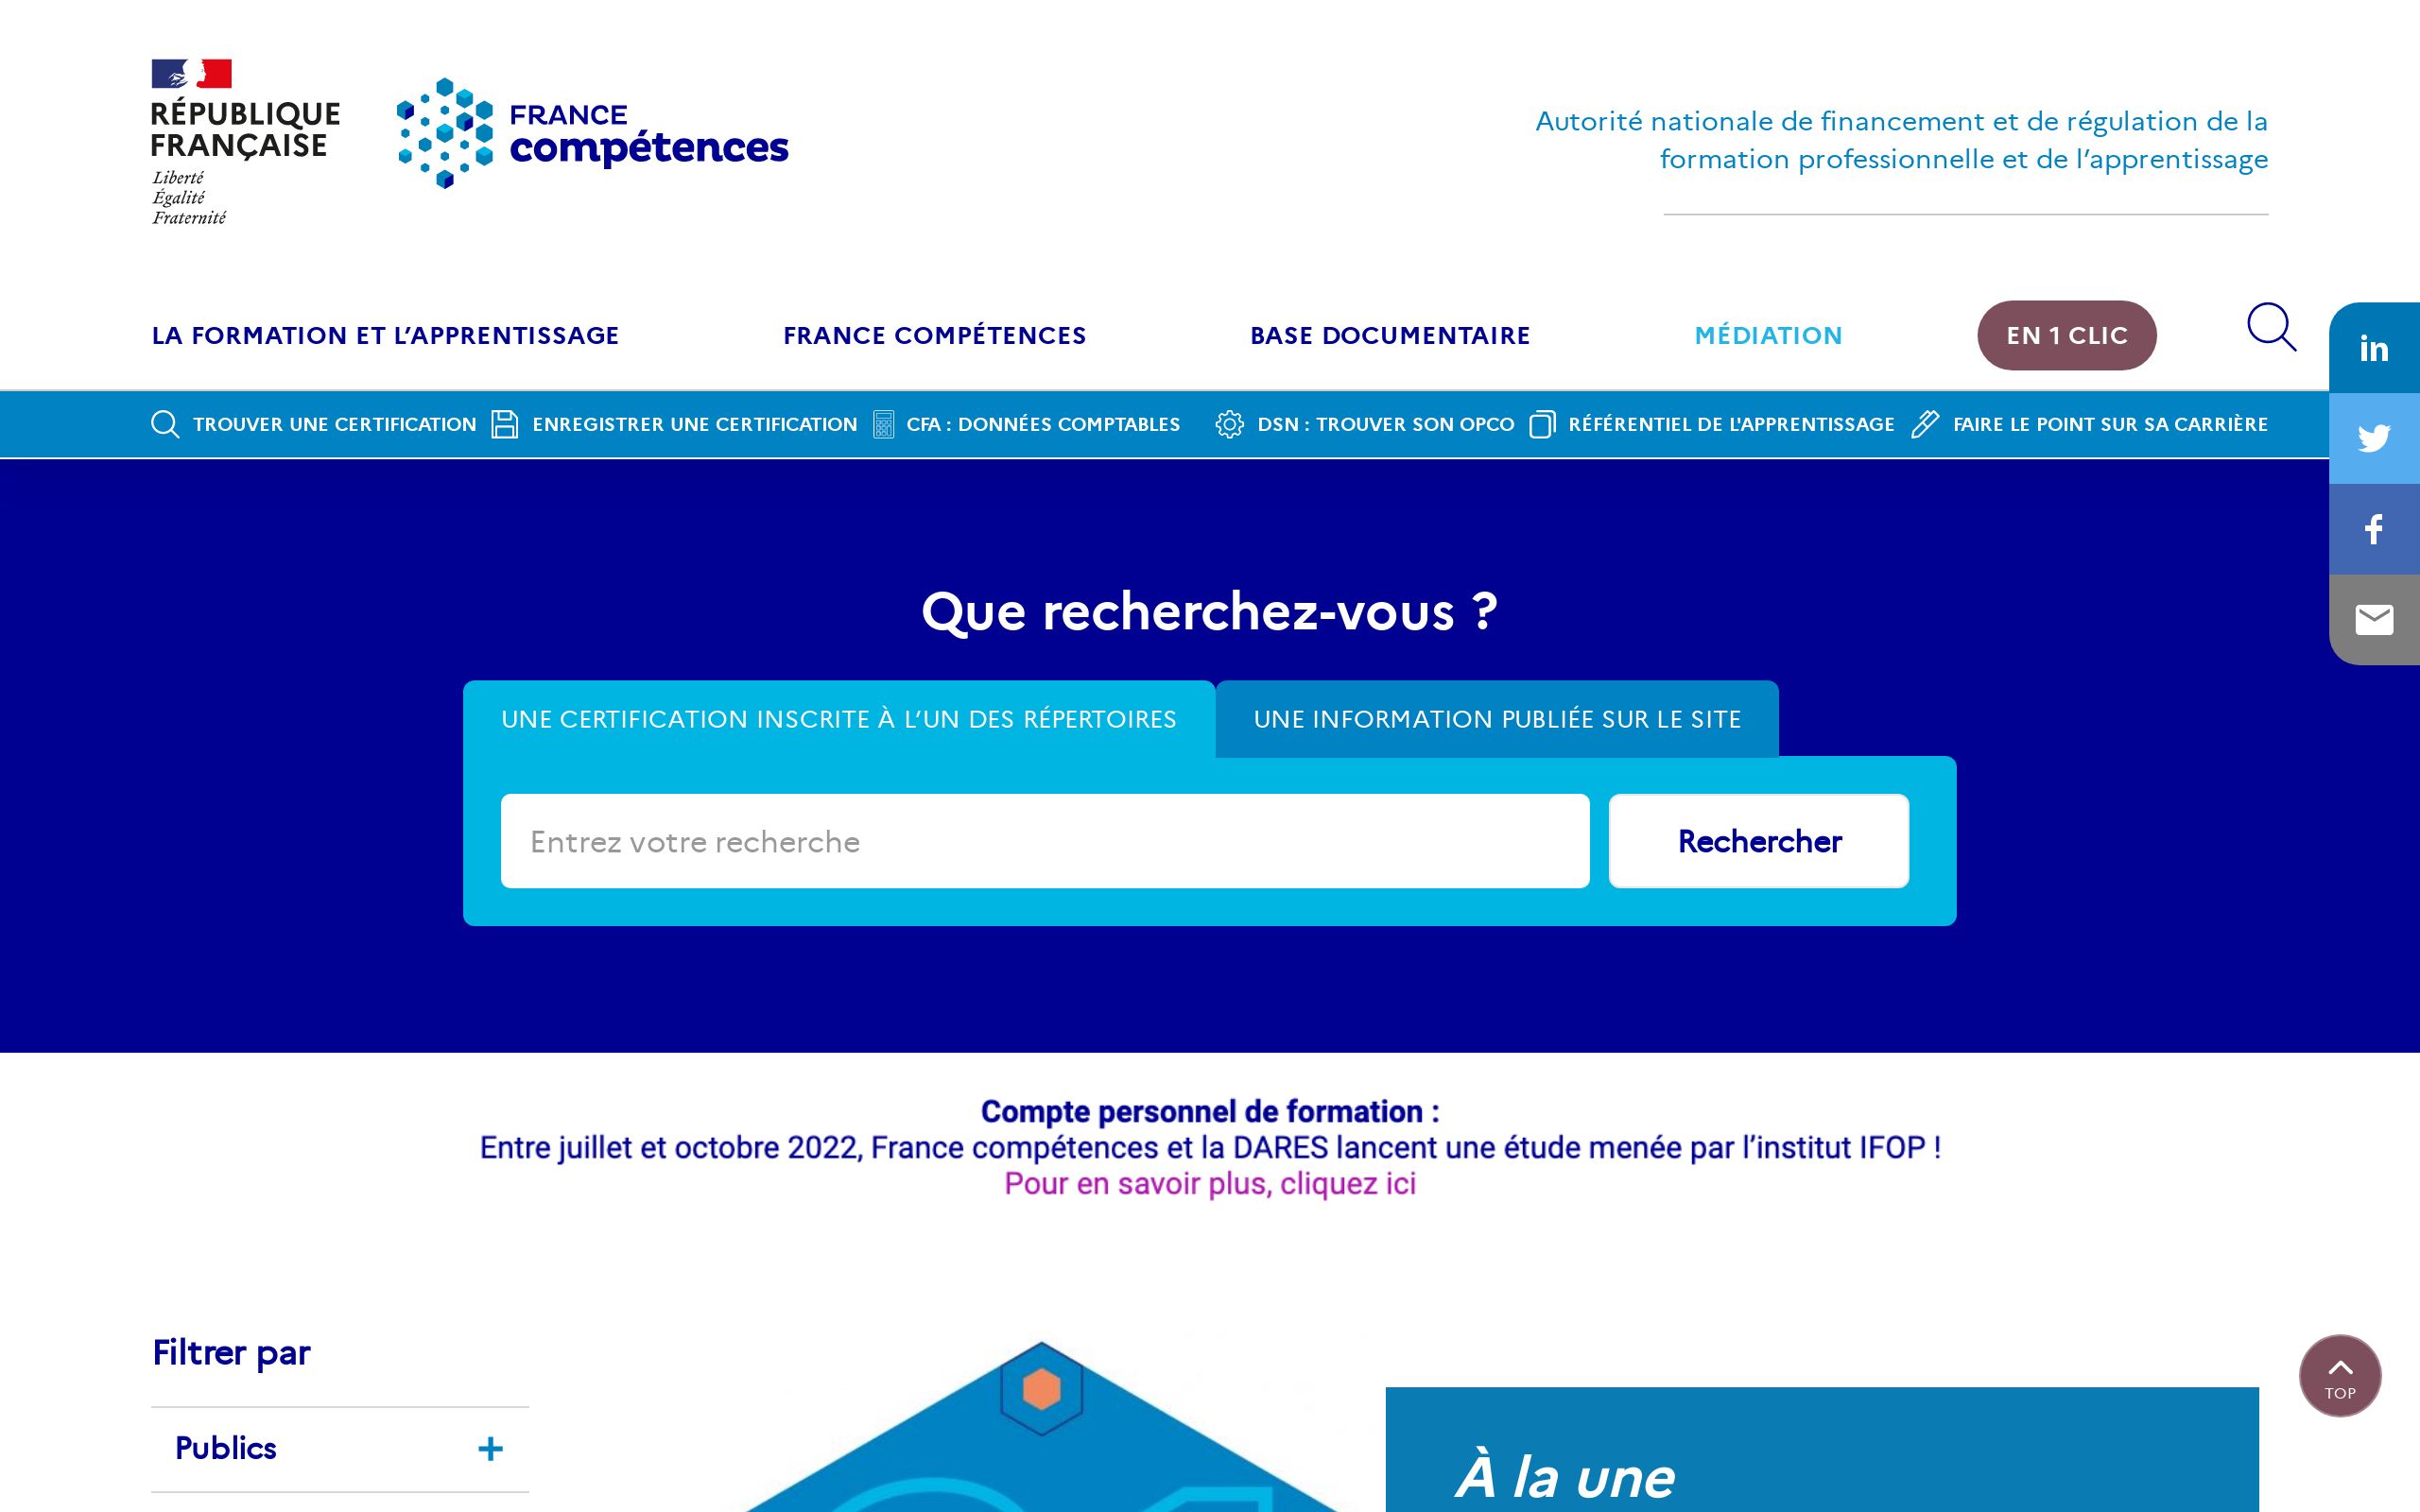 RÉPUBLIQUE
FRANÇAISE
Liberté
Égalité
Fraternité
FRANCE
compétences
Autorité nationale de financement et de régulation de la
formation professionnelle et de l’apprentissage
LA FORMATION ET L’APPRENTISSAGE FRANCE COMPÉTENCES BASE DOCUMENTAIRE MÉDIATION EN 1 CLIC
in
TROUVER UNE CERTIFICATION ENREGISTRER UNE CERTIFICATION CFA : DONNÉES COMPTABLES DSN : TROUVER SON OPCO RÉFÉRENTIEL DE L'APPRENTISSAGE FAIRE LE POINT SUR SA CARRIÈRE
Que recherchez-vous ?
UNE CERTIFICATION INSCRITE À L’UN DES RÉPERTOIRES UNE INFORMATION PUBLIÉE SUR LE SITE
Entrez votre recherche Rechercher
Compte personnel de formation :
Entre juillet et octobre 2022, France compétences et la DARES lancent une étude menée par l’institut IFOP !
Pour en savoir plus, cliquez ici
Filtrer par
TOP
Publics +
À la une